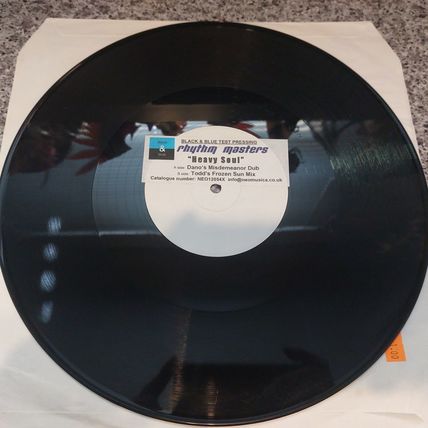 BLACK & BLUE TEST PRESSING
rhythm masters
"Heavy Soul"
A side: Dano's Misdemeanor Dub
B side: Todd's Frozen Sun Mix
Catalogue number: NEO12054X info@neomusica.co.uk
&